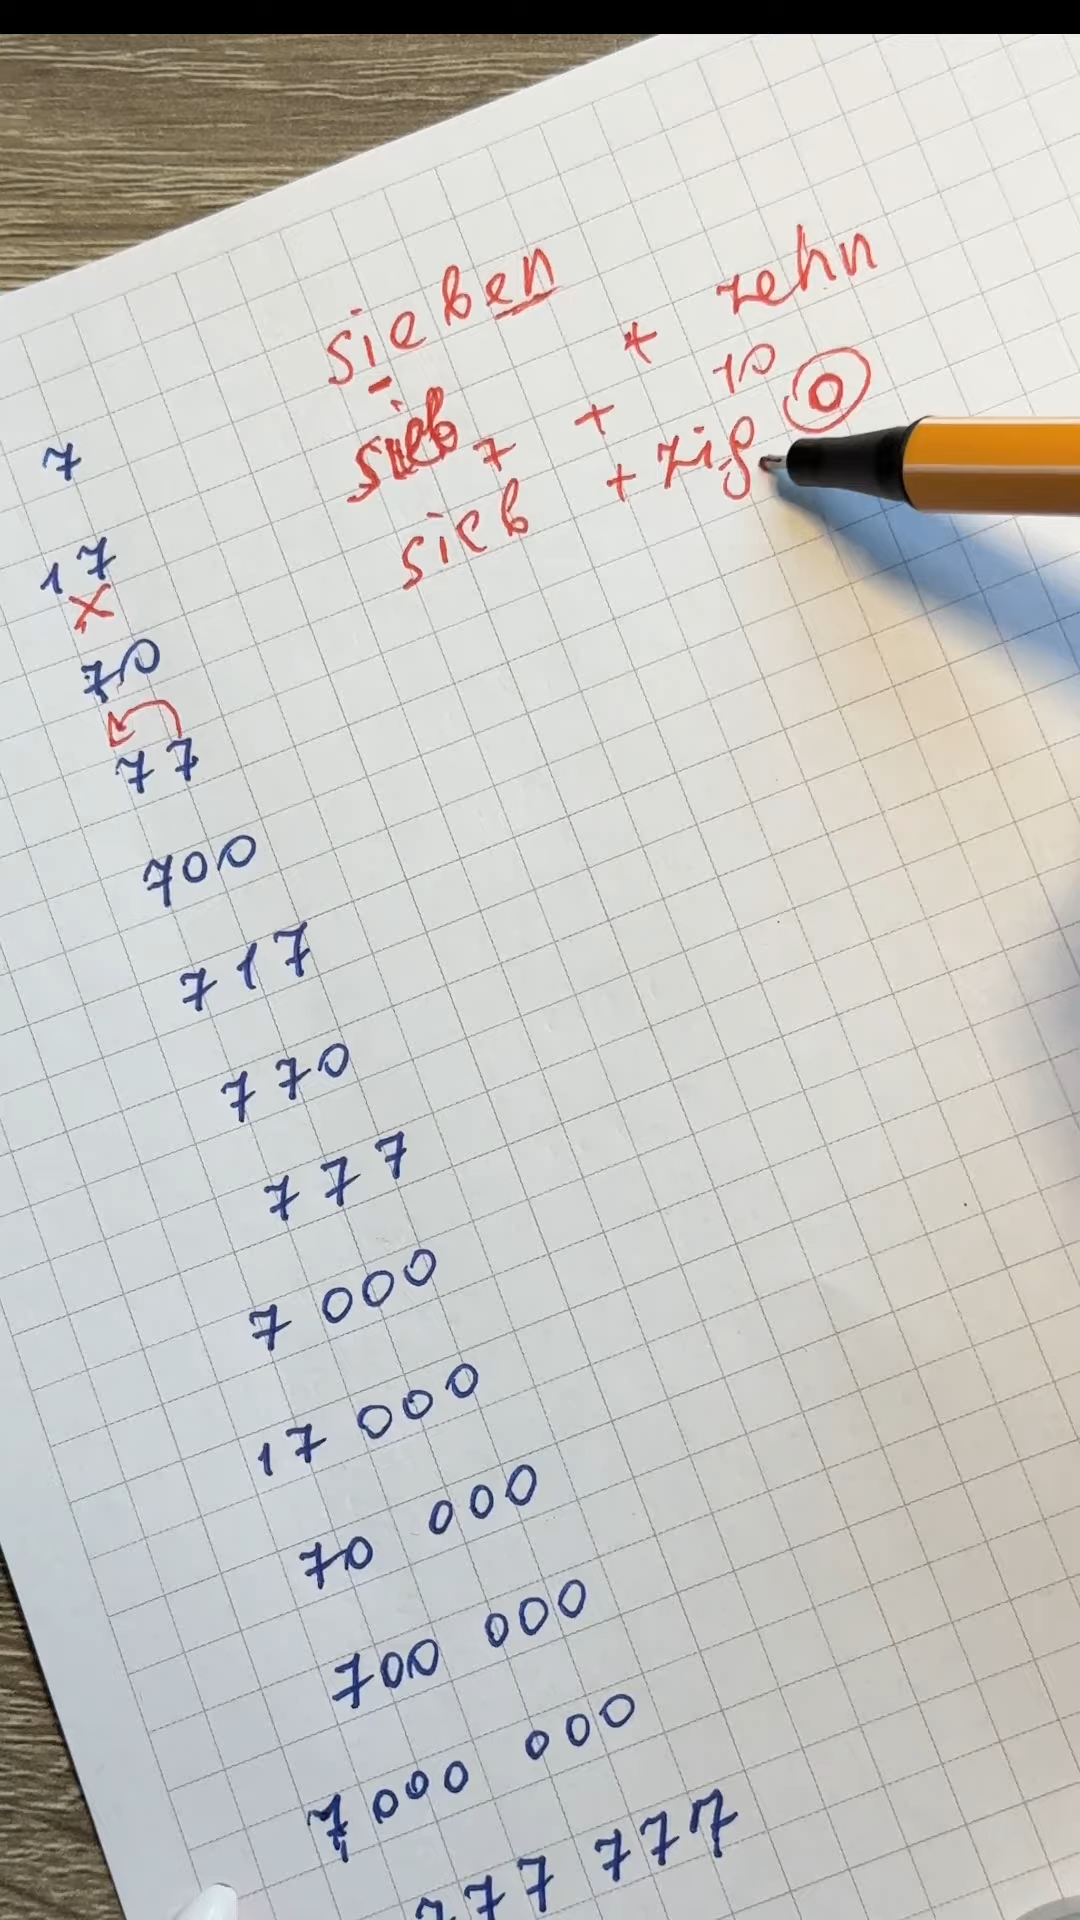 sieben
sieb + zehn
7 + 10 0
sieb + zig
7
17
x
70
77
700
717
770
777
7 000
17 000
70 000
700 000
7 000 000
777 777